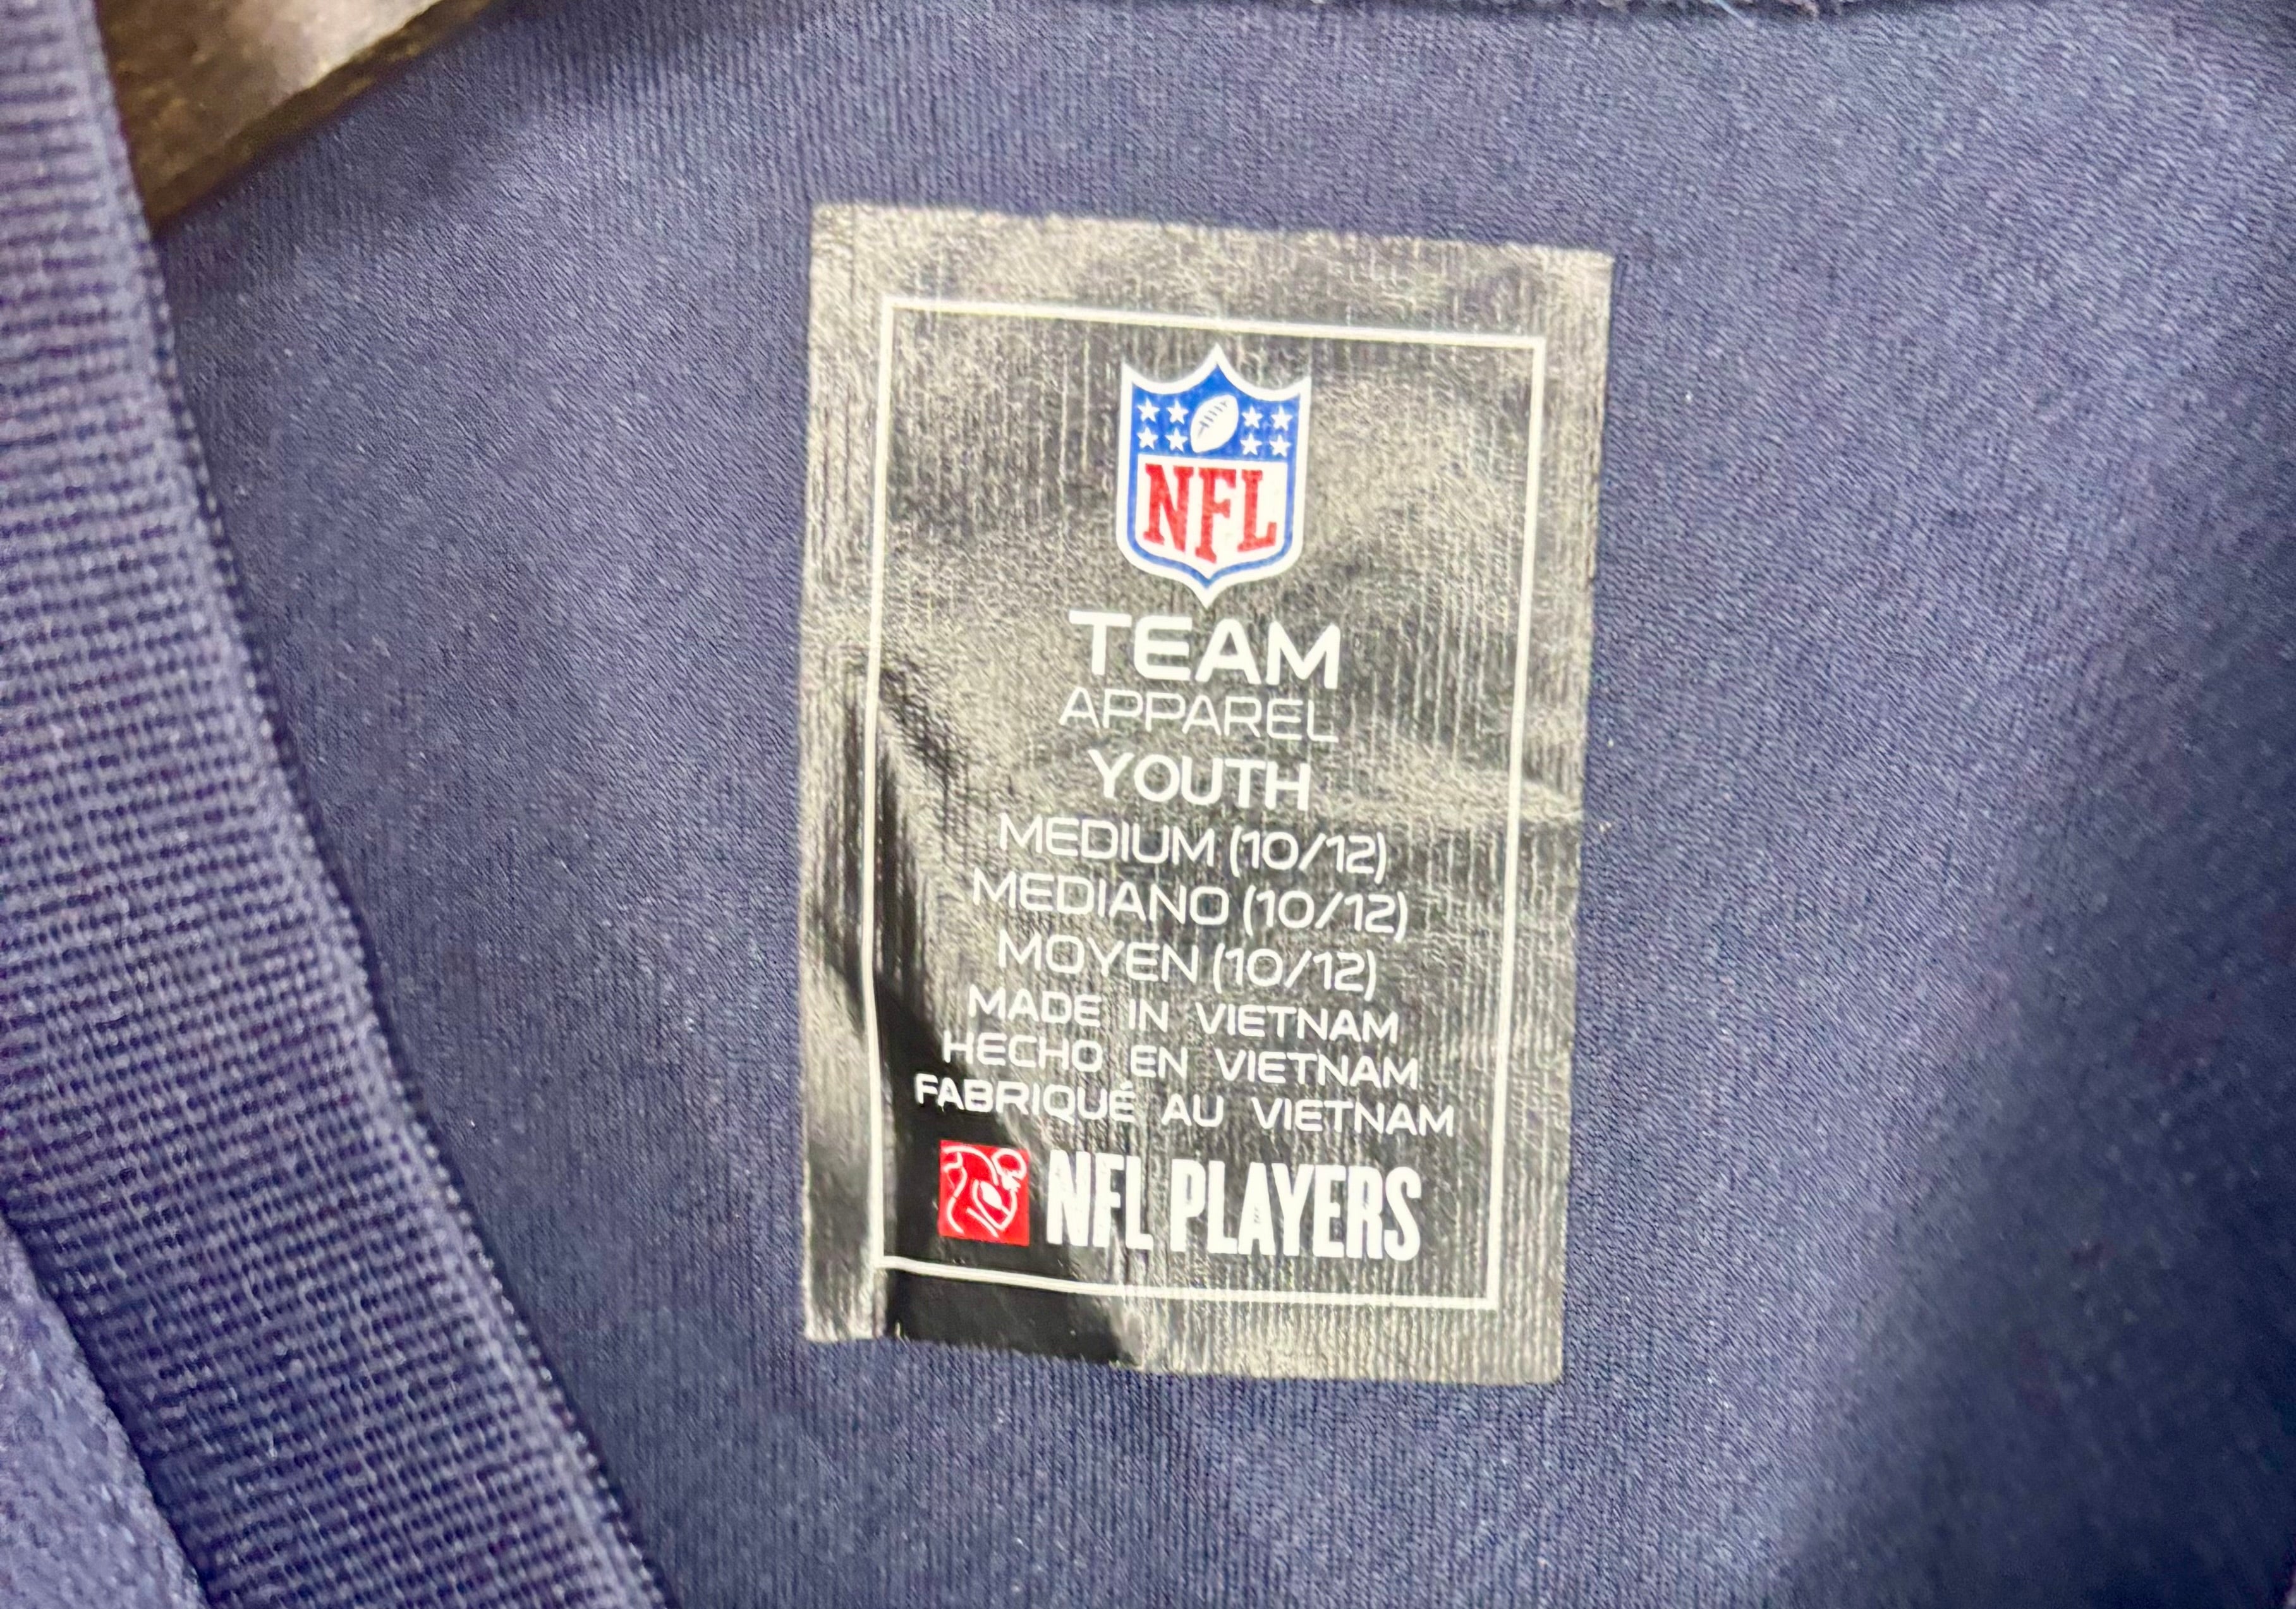 NFL
TEAM
APPAREL
YOUTH
MEDIUM (10/12)
MEDIANO (10/12)
MOYEN (10/12)
MADE IN VIETNAM
HECHO EN VIETNAM
FABRIQUÉ AU VIETNAM
NFL PLAYERS